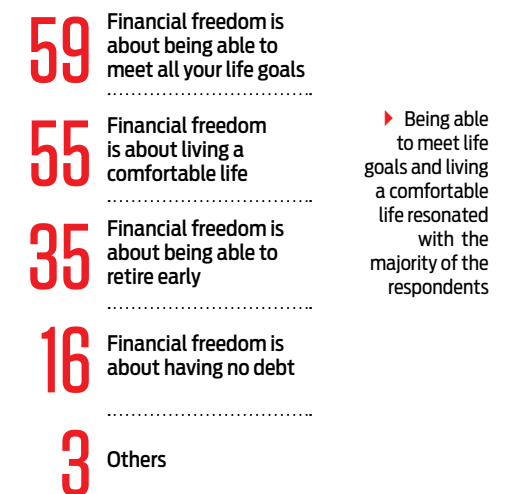 59
Financial freedom is
about being able to
meet all your life goals
55
Financial freedom
is about living a
comfortable life
35
Financial freedom is
about being able to
retire early
16
Financial freedom is
about having no debt
3
Others
Being able
to meet life
goals and living
a comfortable
life resonated
with the
majority of the
respondents